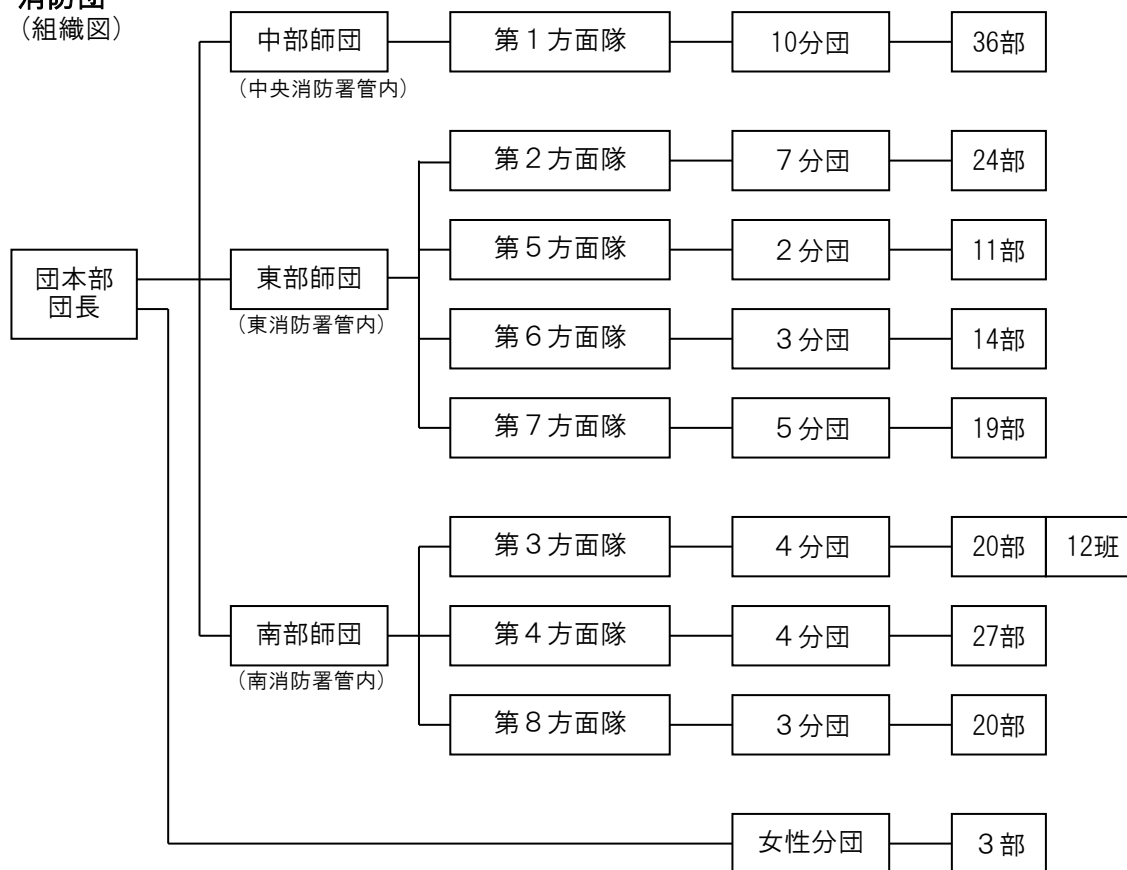 消防団
（組織図）
中部師団 第１方面隊 10分団 36部
（中央消防署管内）
第２方面隊 ７分団 24部
第５方面隊 ２分団 11部
団本部
団長
東部師団
（東消防署管内）
第６方面隊 ３分団 14部
第７方面隊 ５分団 19部
第３方面隊 ４分団 20部 12班
南部師団 第４方面隊 ４分団 27部
（南消防署管内）
第８方面隊 ３分団 20部
女性分団 ３部